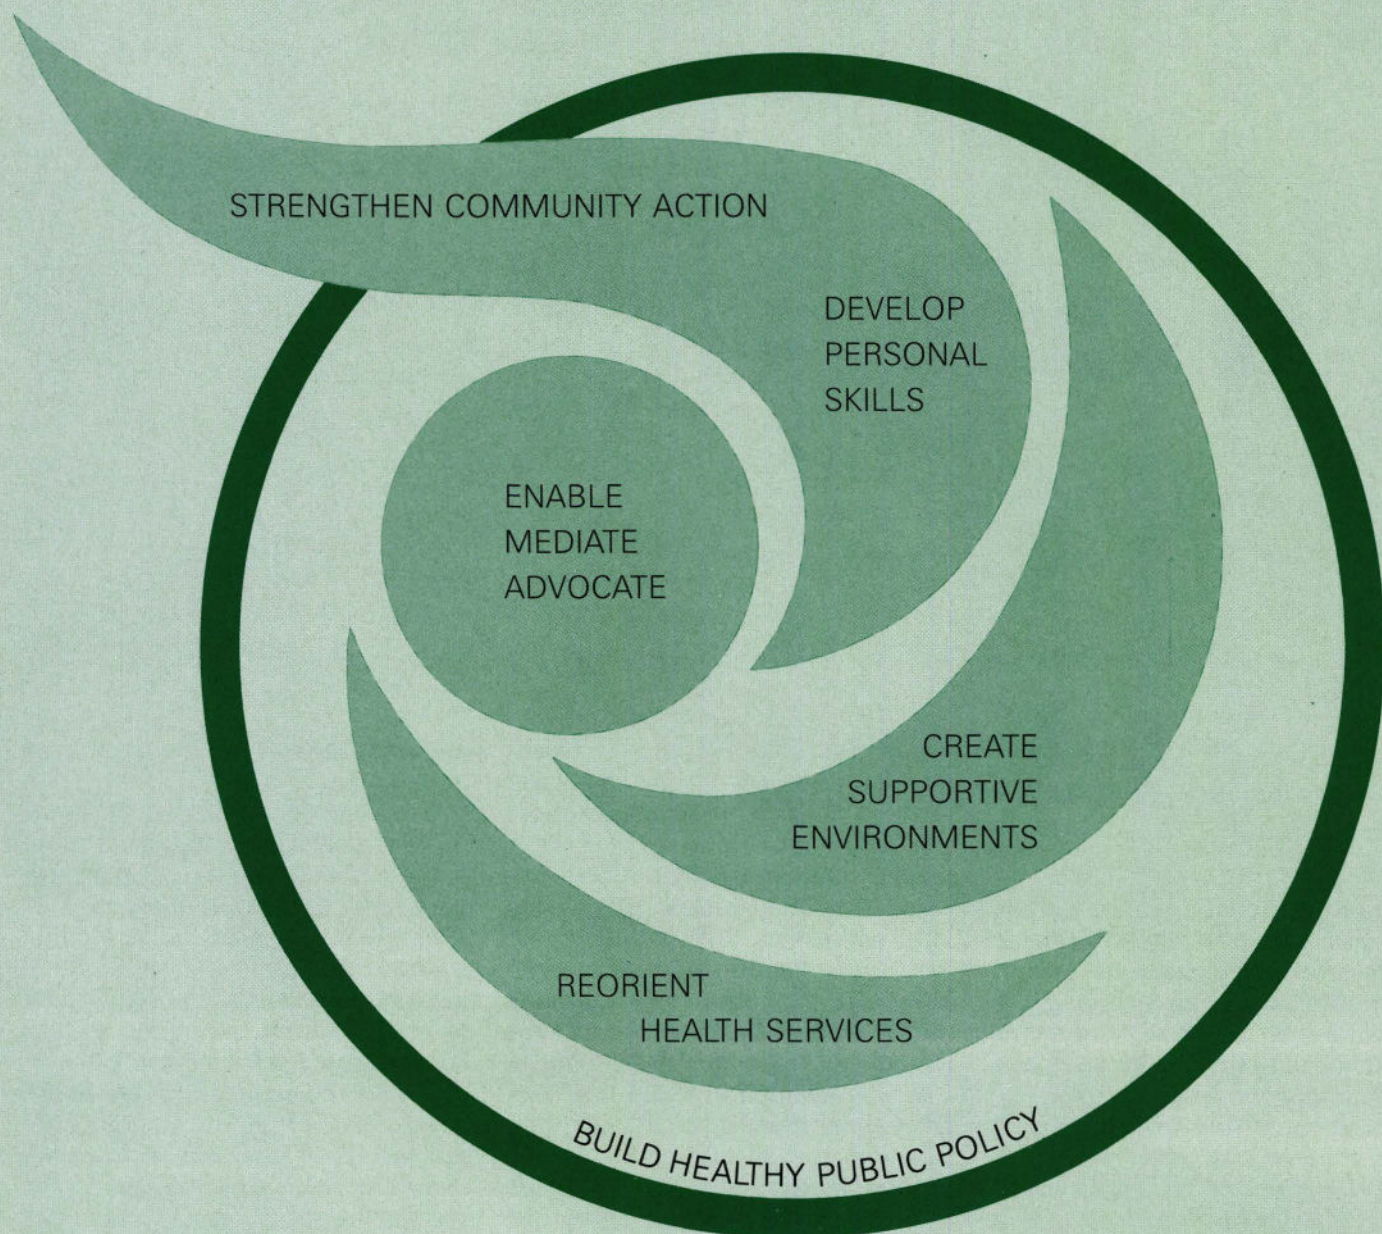 STRENGTHEN COMMUNITY ACTION
DEVELOP
PERSONAL
SKILLS
ENABLE
MEDIATE
ADVOCATE
CREATE
SUPPORTIVE
ENVIRONMENTS
REORIENT
HEALTH SERVICES
BUILD HEALTHY PUBLIC POLICY